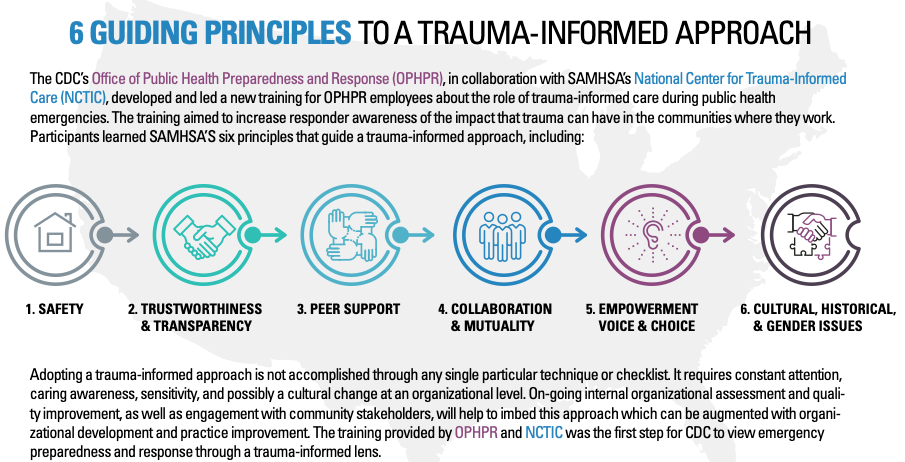 6 GUIDING PRINCIPLES TO A TRAUMA-INFORMED APPROACH
The CDC's Office of Public Health Preparedness and Response (OPHPR), in collaboration with SAMHSA's National Center for Trauma-Informed
Care (NCTIC), developed and led a new training for OPHPR employees about the role of trauma-informed care during public health
emergencies. The training aimed to increase responder awareness of the impact that trauma can have in the communities where they work.
Participants learned SAMHSA'S six principles that guide a trauma-informed approach, including:
1. SAFETY
2. TRUSTWORTHINESS
& TRANSPARENCY
3. PEER SUPPORT
4. COLLABORATION
& MUTUALITY
5. EMPOWERMENT
VOICE & CHOICE
6. CULTURAL, HISTORICAL,
& GENDER ISSUES
Adopting a trauma-informed approach is not accomplished through any single particular technique or checklist. It requires constant attention,
caring awareness, sensitivity, and possibly a cultural change at an organizational level. On-going internal organizational assessment and quali-
ty improvement, as well as engagement with community stakeholders, will help to imbed this approach which can be augmented with organi-
zational development and practice improvement. The training provided by OPHPR and NCTIC was the first step for CDC to view emergency
preparedness and response through a trauma-informed lens.